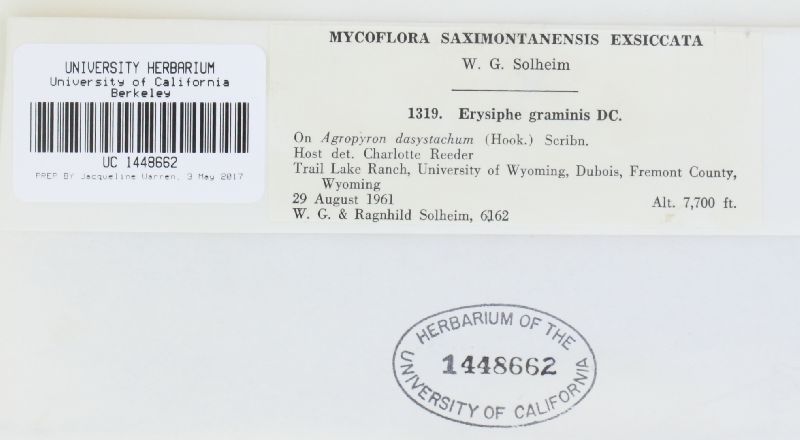 UNIVERSITY HERBARIUM
University of California
Berkeley
UC 1448662
PREP BY Jacqueline Warren, 3 May 2017
MYCOFLORA SAXIMONTANENSIS EXSICCATA
W. G. Solheim
1319. Erysiphe graminis DC.
On Agropyron dasystachum (Hook.) Scribn.
Host det. Charlotte Reeder
Trail Lake Ranch, University of Wyoming, Dubois, Fremont County,
Wyoming
29 August 1961 Alt. 7,700 ft.
W. G. & Ragnhild Solheim, 6162
HERBARIUM OF THE
1448662
UNIVERSITY OF CALIFORNIA